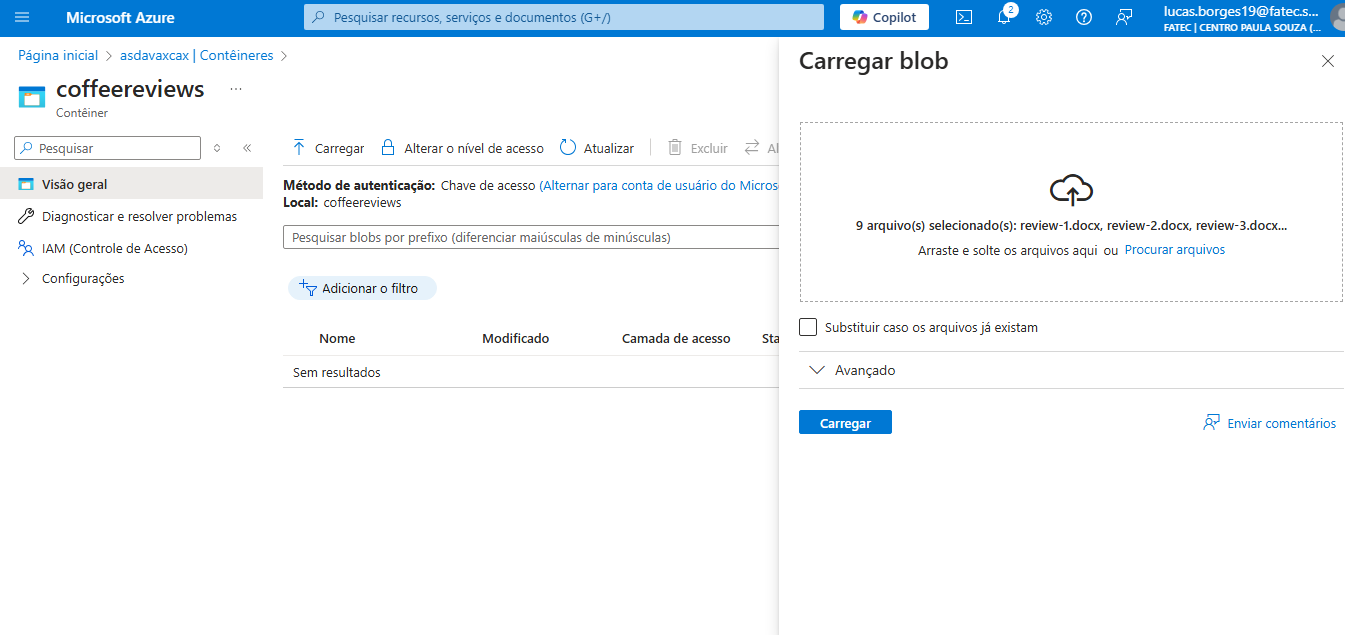 Microsoft Azure
Pesquisar recursos, serviços e documentos (G+/)
Copilot
2
lucas.borges19@fatec.s...
FATEC | CENTRO PAULA SOUZA (...
Página inicial
asdavaxcax | Contêineres
coffeereviews
...
Contêiner
Pesquisar
Visão geral
Diagnosticar e resolver problemas
IAM (Controle de Acesso)
Configurações
Carregar
Alterar o nível de acesso
Atualizar
Excluir
Al
Método de autenticação: Chave de acesso (Alternar para conta de usuário do Micros
Local: coffeereviews
Pesquisar blobs por prefixo (diferenciar maiúsculas de minúsculas)
Adicionar o filtro
Nome
Modificado
Camada de acesso
Sta
Sem resultados
Carregar blob
9 arquivo(s) selecionado(s): review-1.docx, review-2.docx, review-3.docx...
Arraste e solte os arquivos aqui ou Procurar arquivos
Substituir caso os arquivos já existam
Avançado
Carregar
Enviar comentários